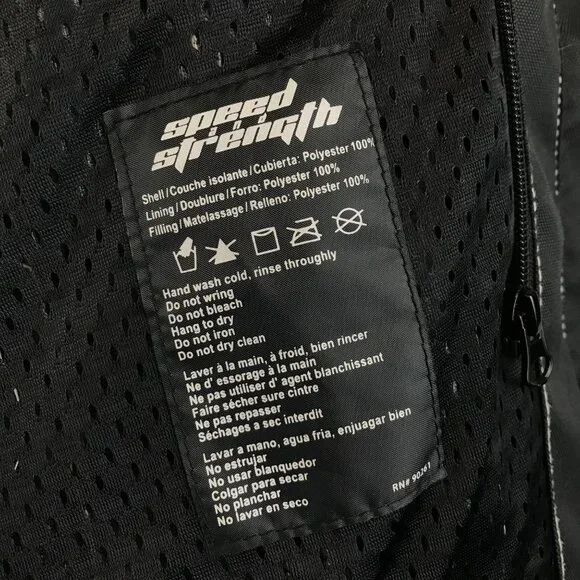 speed
and
strength
Shell/Couche isolante/Cubierta: Polyester 100%
Lining/Doublure/Forro: Polyester 100%
Filling/Matelassage/Relleno: Polyester 100%
Hand wash cold, rinse throughly
Do not wring
Do not bleach
Hang to dry
Do not iron
Do not dry clean
Laver à la main, à froid, bien rincer
Ne d' essorage à la main
Ne pas utiliser d' agent blanchissant
Faire sécher sure cintre
Ne pas repasser
Séchages a sec interdit
Lavar a mano, agua fria, enjuagar bien
No estrujar
No usar blanquedor
Colgar para secar
No planchar
No lavar en seco
RN# 90261